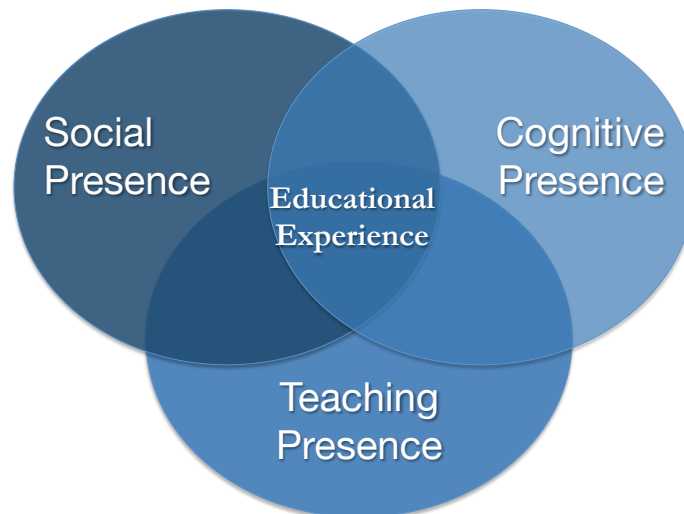 Social
Presence
Cognitive
Presence
Educational
Experience
Teaching
Presence